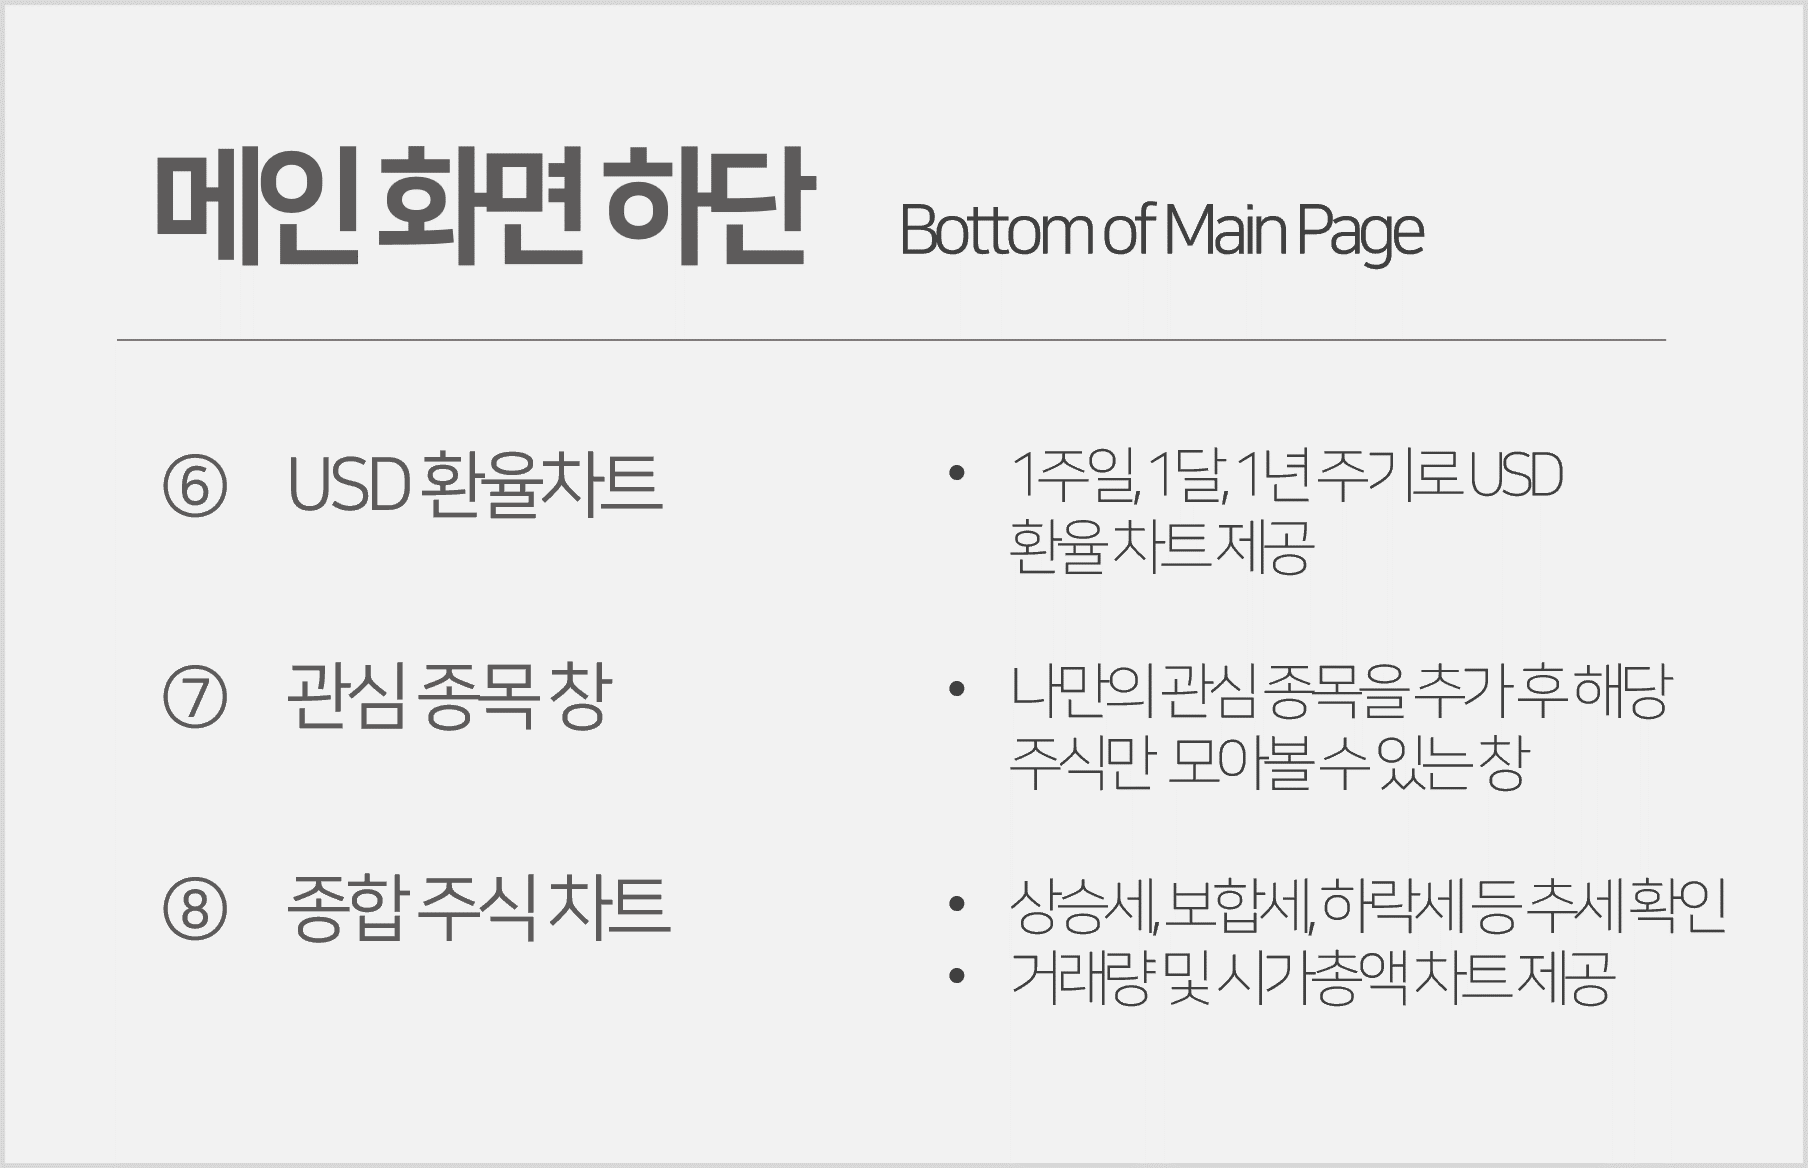 메인 화면 하단 Bottom of Main Page
⑥ USD 환율차트
• 1주일, 1달, 1년 주기로 USD
환율 차트 제공
⑦ 관심 종목 창
• 나만의 관심 종목을 추가 후 해당
주식만 모아볼 수 있는 창
⑧ 종합 주식 차트
• 상승세, 보합세, 하락세 등 추세 확인
• 거래량 및 시가총액 차트 제공